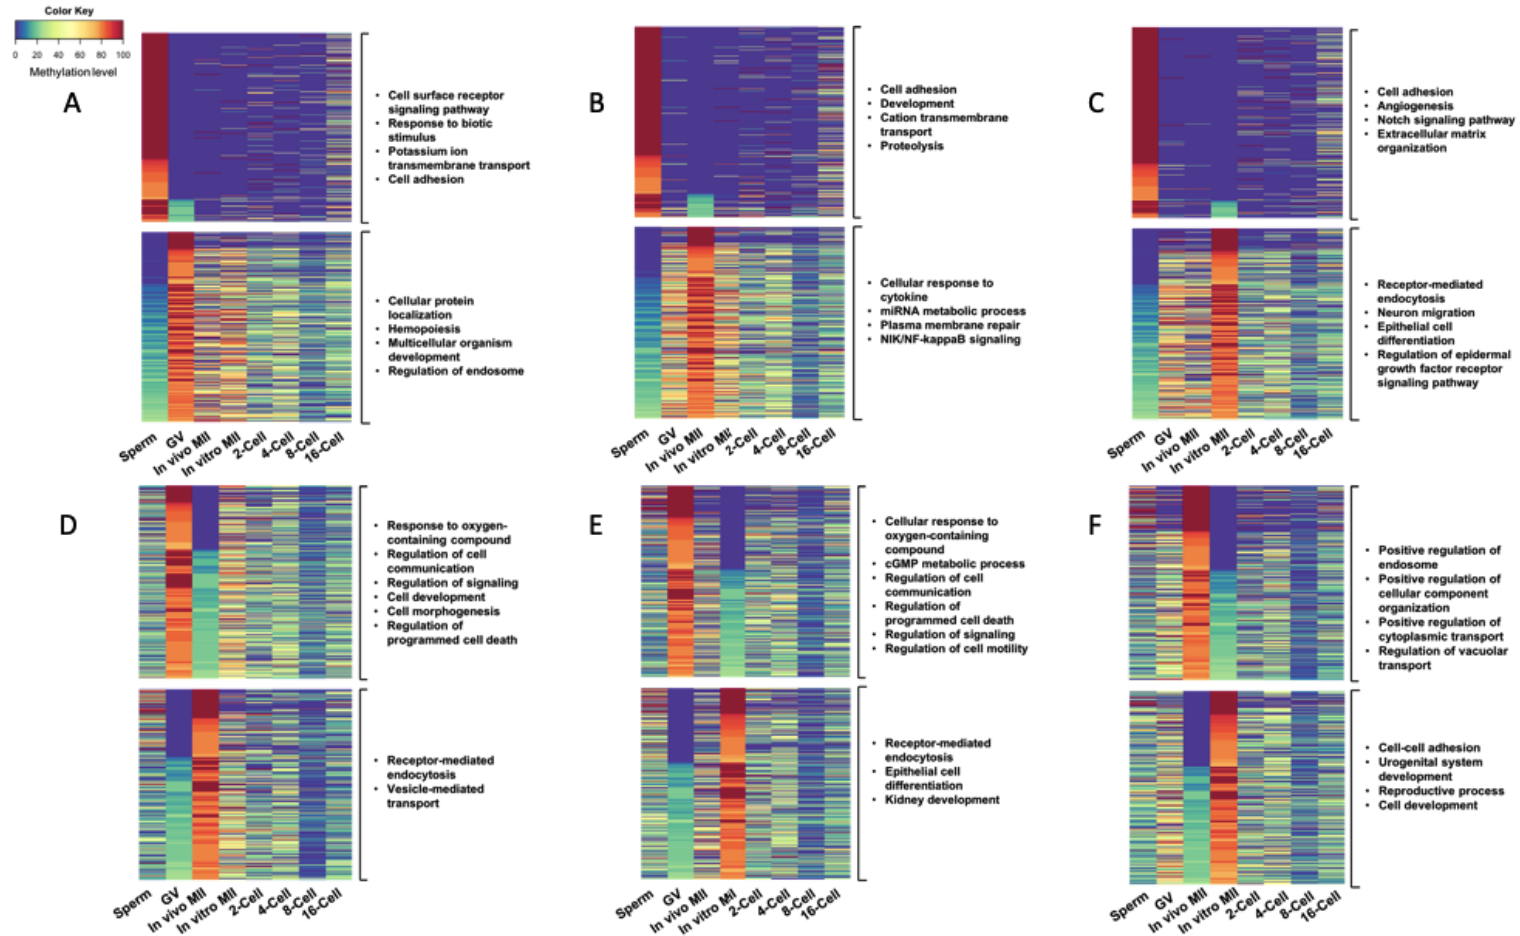 Color Key
0 20 40 60 80 100
Methylation level
A
• Cell surface receptor
signaling pathway
• Response to biotic
stimulus
• Potassium ion
transmembrane transport
• Cell adhesion
• Cellular protein
localization
• Hemopoiesis
• Multicellular organism
development
• Regulation of endosome
Sperm
GV
In vivo MII
In vitro MII
2-Cell
4-Cell
8-Cell
16-Cell
B
• Cell adhesion
• Development
• Cation transmembrane
transport
• Proteolysis
• Cellular response to
cytokine
• miRNA metabolic process
• Plasma membrane repair
• NIK/NF-kappaB signaling
Sperm
GV
In vivo MII
In vitro MII
2-Cell
4-Cell
8-Cell
16-Cell
C
• Cell adhesion
• Angiogenesis
• Notch signaling pathway
• Extracellular matrix
organization
• Receptor-mediated
endocytosis
• Neuron migration
• Epithelial cell
differentiation
• Regulation of epidermal
growth factor receptor
signaling pathway
Sperm
GV
In vivo MII
In vitro MII
2-Cell
4-Cell
8-Cell
16-Cell
D
• Response to oxygen-
containing compound
• Regulation of cell
communication
• Regulation of signaling
• Cell development
• Cell morphogenesis
• Regulation of
programmed cell death
• Receptor-mediated
endocytosis
• Vesicle-mediated
transport
Sperm
GV
In vivo MII
In vitro MII
2-Cell
4-Cell
8-Cell
16-Cell
E
• Cellular response to
oxygen-containing
compound
• cGMP metabolic process
• Regulation of cell
communication
• Regulation of
programmed cell death
• Regulation of signaling
• Regulation of cell motility
• Receptor-mediated
endocytosis
• Epithelial cell
differentiation
• Kidney development
Sperm
GV
In vivo MII
In vitro MII
2-Cell
4-Cell
8-Cell
16-Cell
F
• Positive regulation of
endosome
• Positive regulation of
cellular component
organization
• Positive regulation of
cytoplasmic transport
• Regulation of vacuolar
transport
• Cell-cell adhesion
• Urogenital system
development
• Reproductive process
• Cell development
Sperm
GV
In vivo MII
In vitro MII
2-Cell
4-Cell
8-Cell
16-Cell